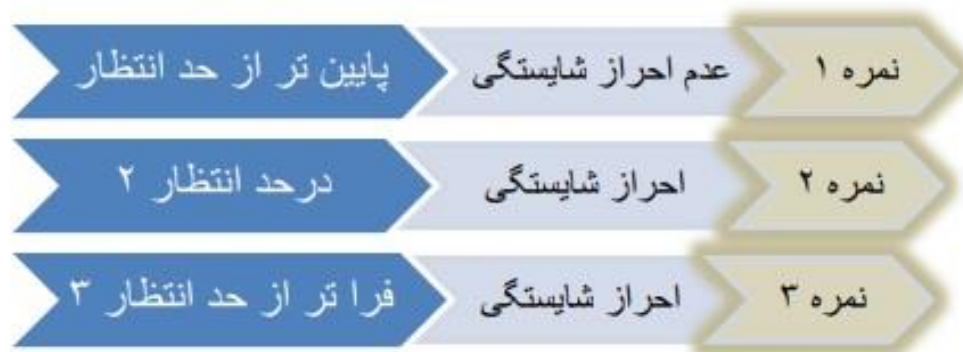 نمره ۱ عدم احراز شایستگی پایین تر از حد انتظار
نمره ۲ احراز شایستگی درحد انتظار ۲
نمره ۳ احراز شایستگی فرا تر از حد انتظار ۳